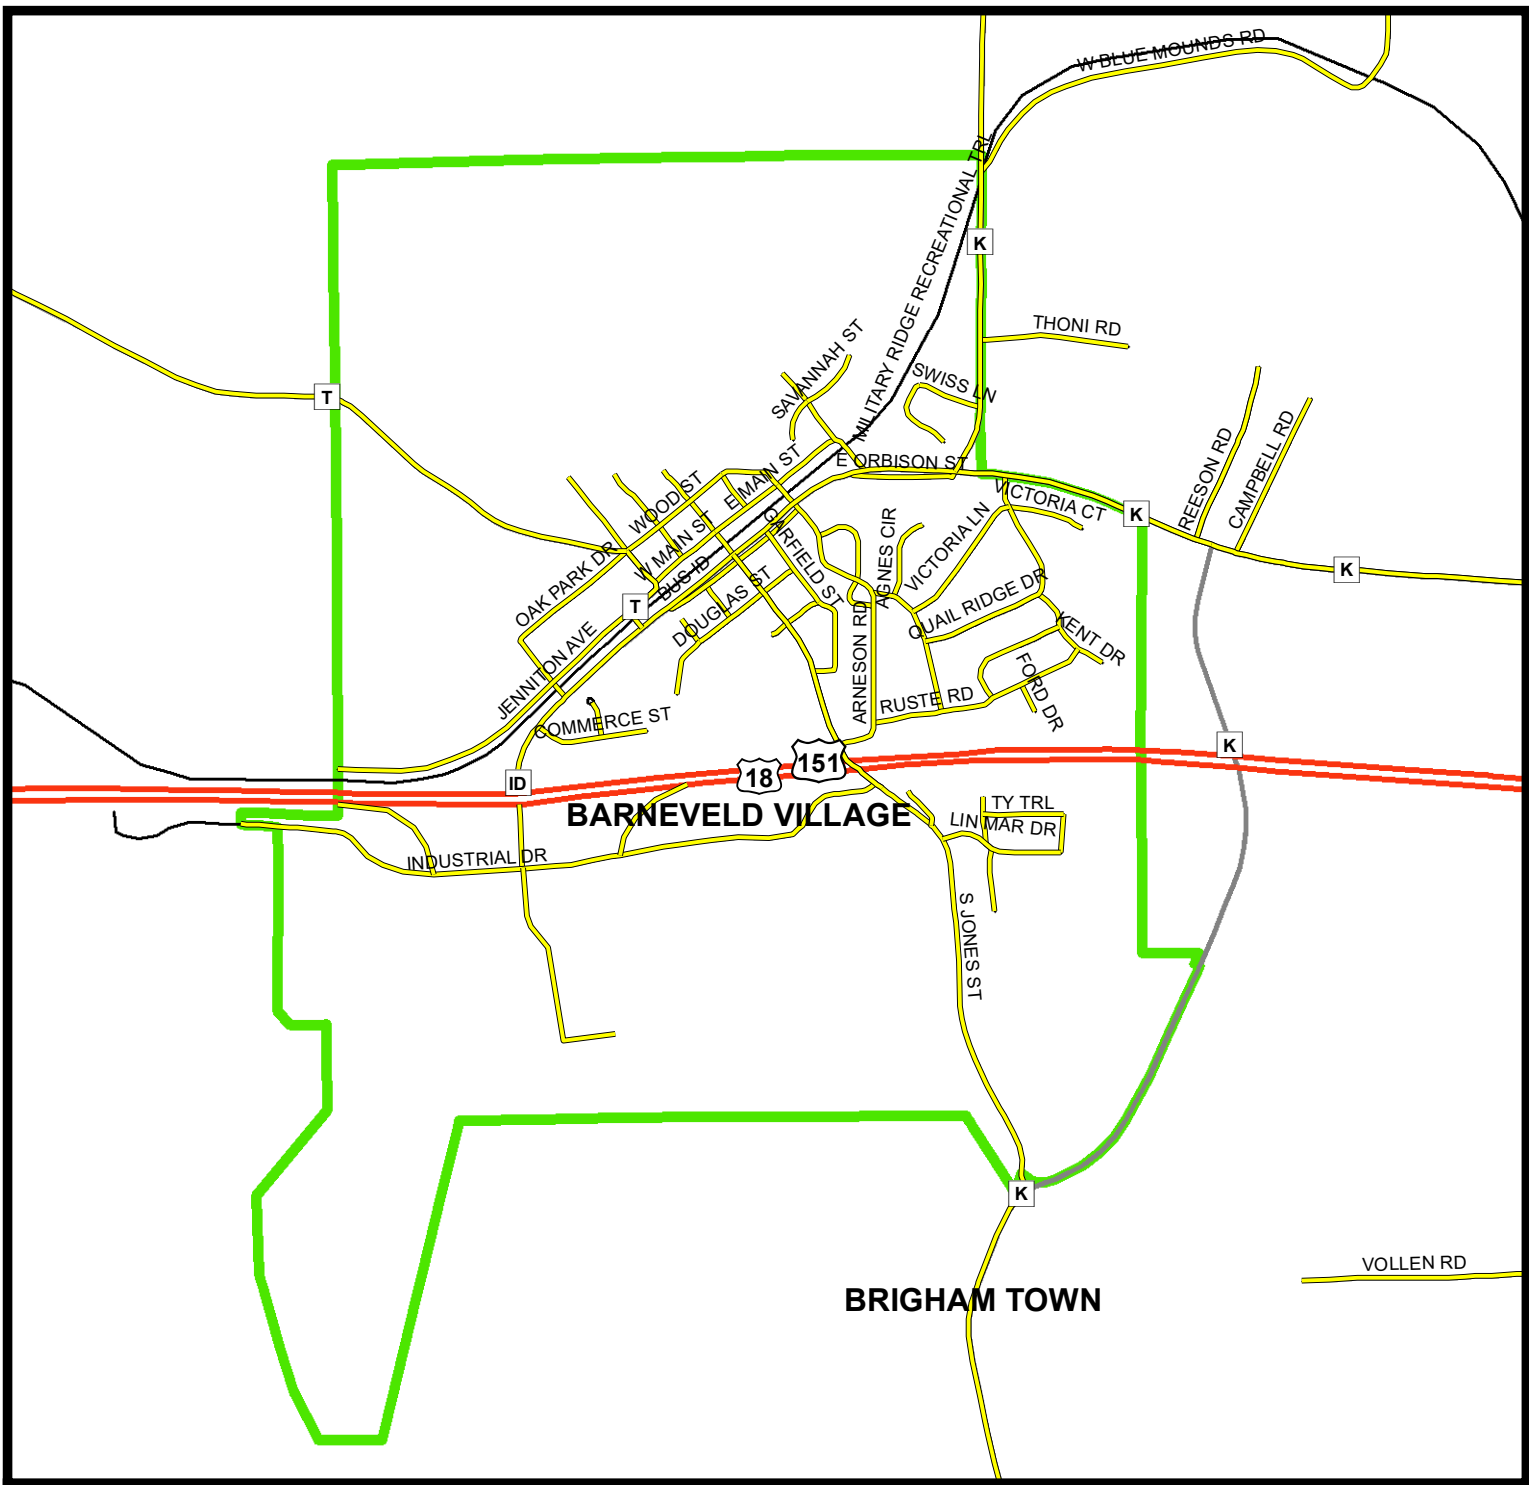 W BLUE MOUNDS RD
MILITARY RIDGE RECREATIONAL TRL
K
THONI RD
SAVANNAH ST
SWISS LN
T
E ORBISON ST
E MAIN ST
WOOD ST
VICTORIA CT
K
REESON RD
CAMPBELL RD
K
W MAIN ST
GARFIELD ST
AGNES CIR
VICTORIA LN
OAK PARK DR
BUS ID
T
DOUGLAS ST
QUAIL RIDGE DR
KENT DR
JENNITON AVE
ARNESON RD
FORD DR
RUSTE RD
COMMERCE ST
K
151
18
ID
BARNEVELD VILLAGE
TY TRL
LIN MAR DR
INDUSTRIAL DR
S JONES ST
K
VOLLEN RD
BRIGHAM TOWN